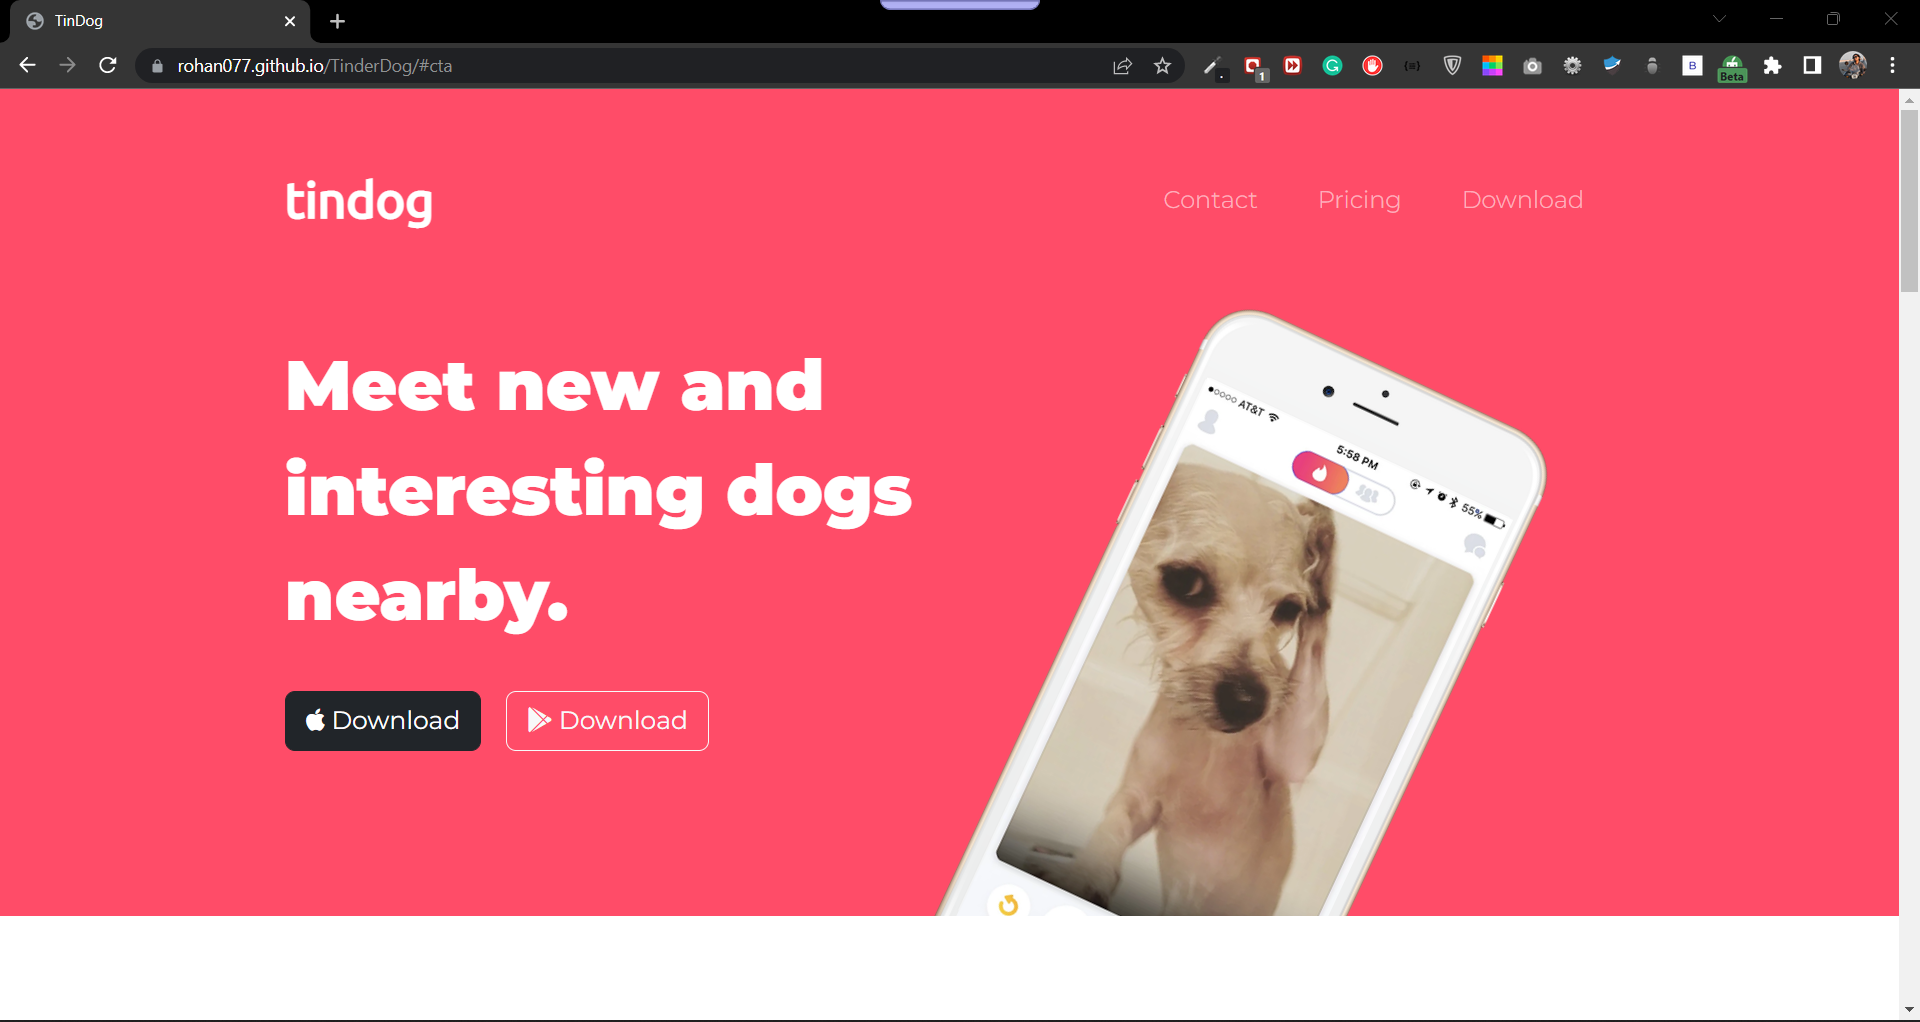 TinDog
rohan077.github.io/TinderDog/#cta
1
B
Beta
tindog
Contact
Pricing
Download
Meet new and
interesting dogs
nearby.
Download
Download
AT&T
5:58 PM
55%